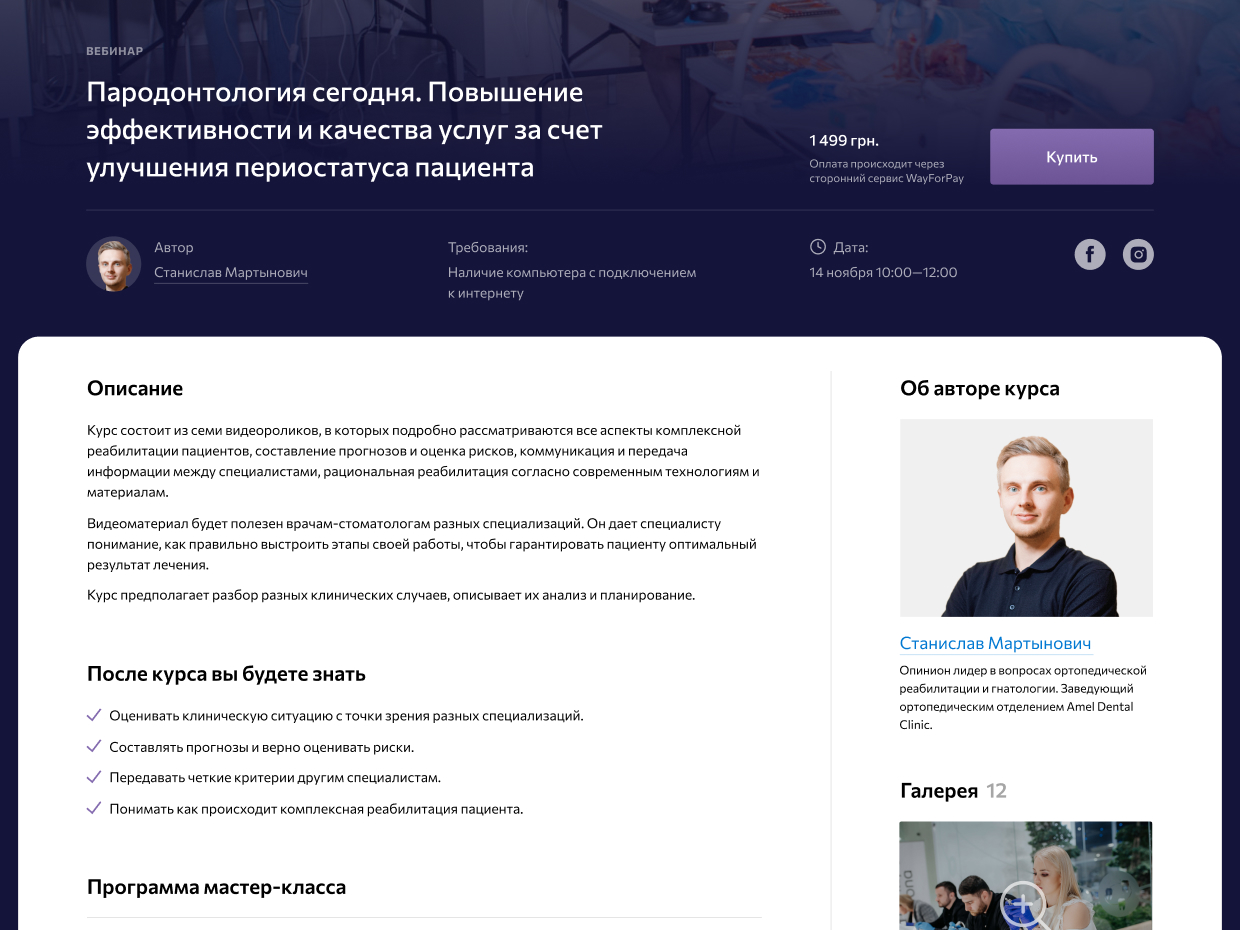 ВЕБИНАР
Пародонтология сегодня. Повышение
эффективности и качества услуг за счет
улучшения периостатуса пациента
1 499 грн.
Оплата происходит через
сторонний сервис WayForPay
Купить
Автор
Станислав Мартынович
Требования:
Наличие компьютера с подключением
к интернету
Дата:
14 ноября 10:00—12:00
Описание
Курс состоит из семи видеороликов, в которых подробно рассматриваются все аспекты комплексной
реабилитации пациентов, составление прогнозов и оценка рисков, коммуникация и передача
информации между специалистами, рациональная реабилитация согласно современным технологиям и
материалам.
Видеоматериал будет полезен врачам-стоматологам разных специализаций. Он дает специалисту
понимание, как правильно выстроить этапы своей работы, чтобы гарантировать пациенту оптимальный
результат лечения.
Курс предполагает разбор разных клинических случаев, описывает их анализ и планирование.
После курса вы будете знать
Оценивать клиническую ситуацию с точки зрения разных специализаций.
Составлять прогнозы и верно оценивать риски.
Передавать четкие критерии другим специалистам.
Понимать как происходит комплексная реабилитация пациента.
Программа мастер-класса
Об авторе курса
Станислав Мартынович
Опинион лидер в вопросах ортопедической
реабилитации и гнатологии. Заведующий
ортопедическим отделением Amel Dental
Clinic.
Галерея 12